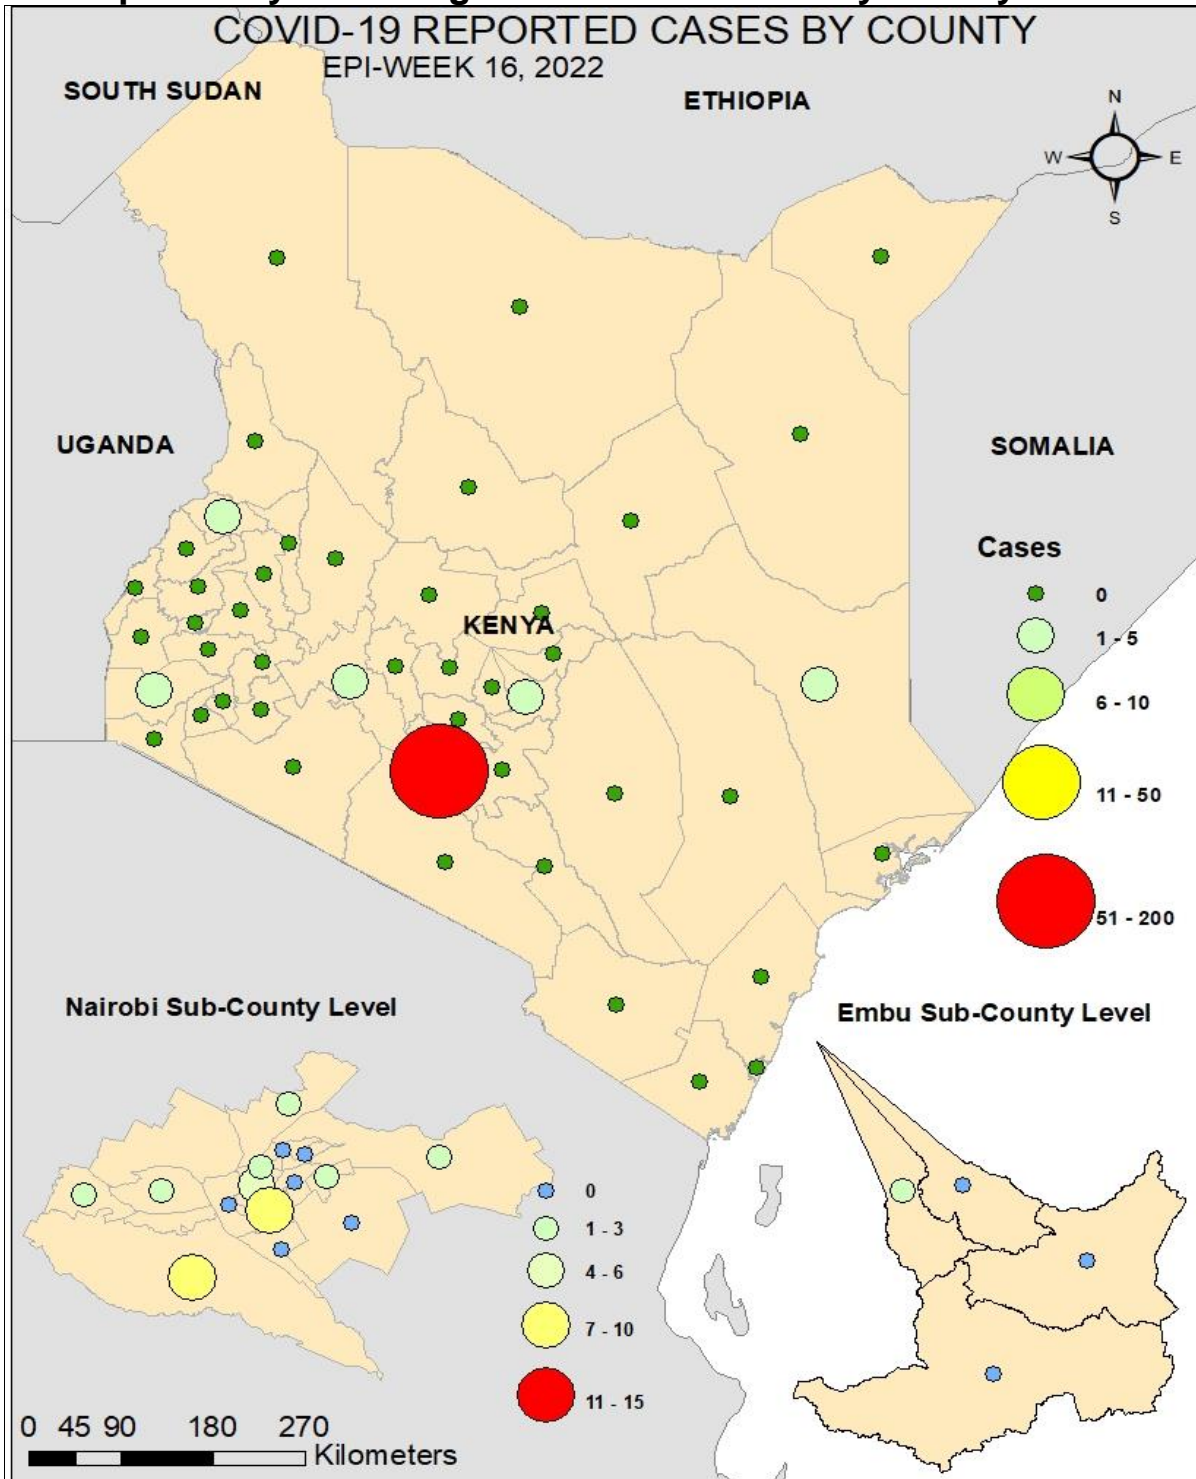 COVID-19 REPORTED CASES BY COUNTY
EPI-WEEK 16, 2022
SOUTH SUDAN
ETHIOPIA
N
W E
S
UGANDA
SOMALIA
Cases
0
1 - 5
KENYA
6 - 10
11 - 50
51 - 200
Nairobi Sub-County Level
Embu Sub-County Level
0
1 - 3
4 - 6
7 - 10
11 - 15
0 45 90 180 270
Kilometers